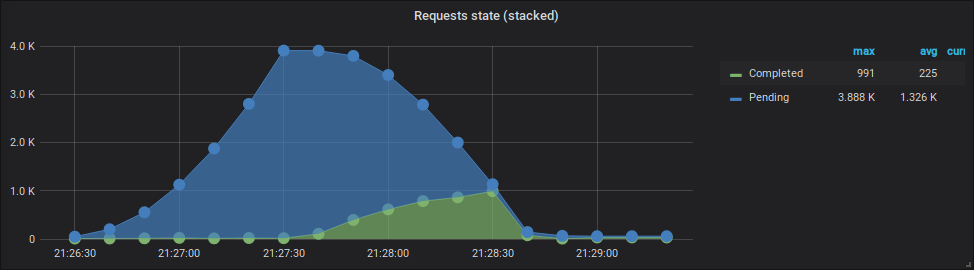 Requests state (stacked)
max avg curr
Completed 991 225
Pending 3.888 K 1.326 K
4.0 K
3.0 K
2.0 K
1.0 K
0
21:26:30 21:27:00 21:27:30 21:28:00 21:28:30 21:29:00